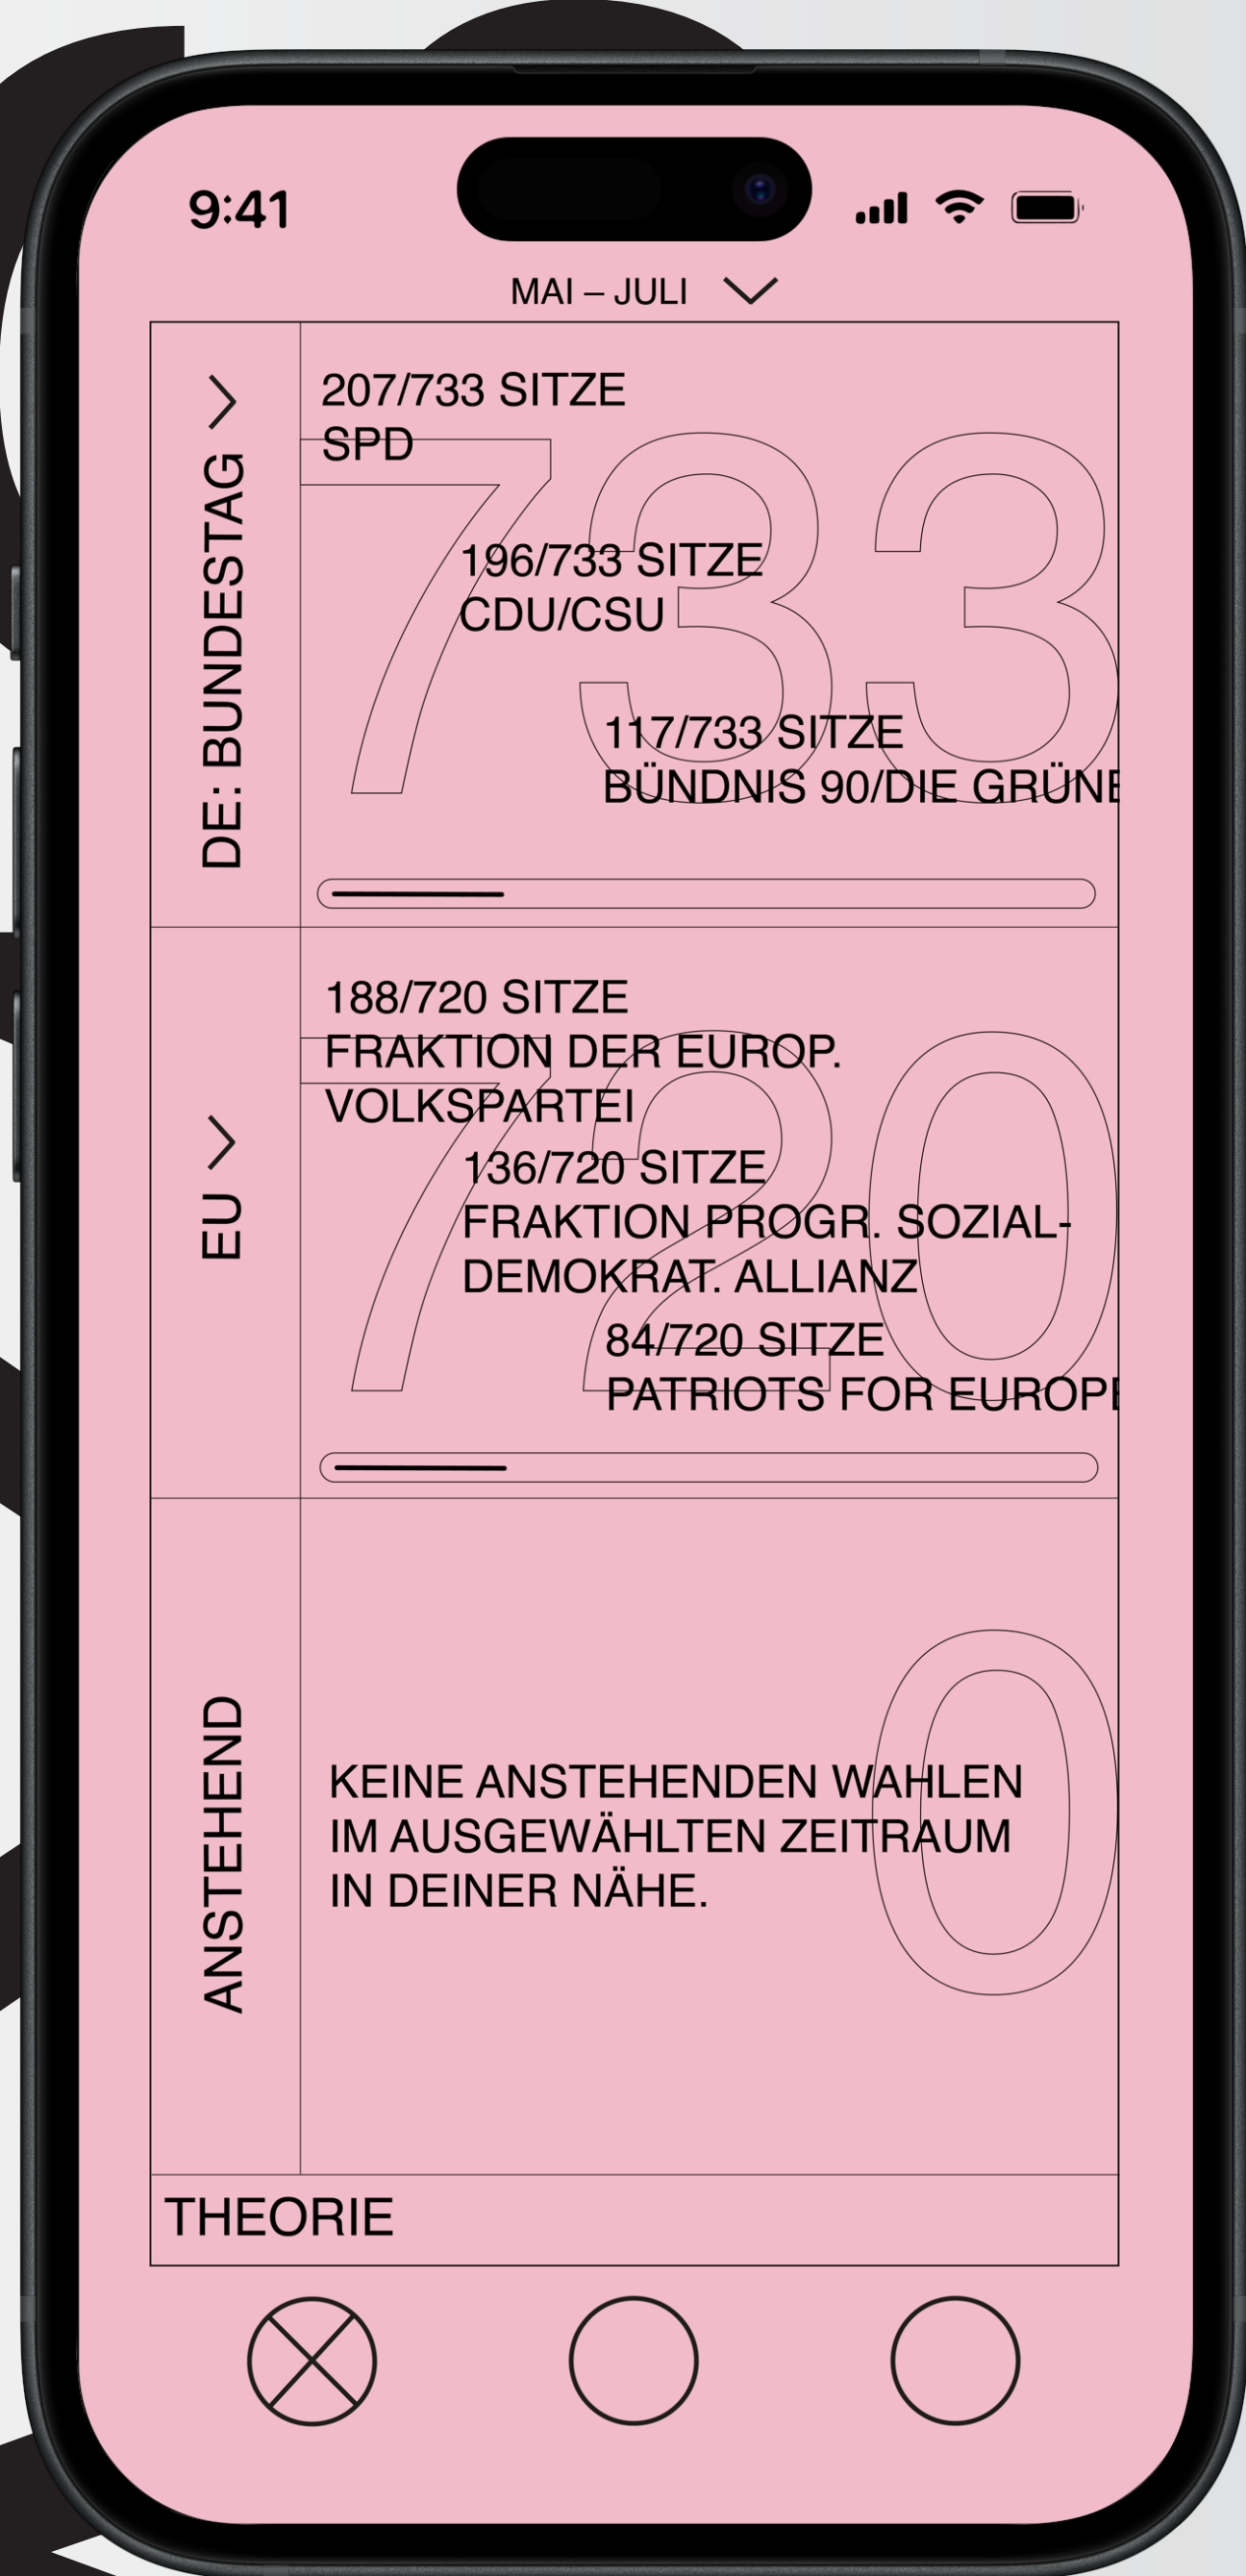 9:41
MAI – JULI
DE: BUNDESTAG
733
207/733 SITZE
SPD
196/733 SITZE
CDU/CSU
117/733 SITZE
BÜNDNIS 90/DIE GRÜNE
EU
720
188/720 SITZE
FRAKTION DER EUROP.
VOLKSPARTEI
136/720 SITZE
FRAKTION PROGR. SOZIAL-
DEMOKRAT. ALLIANZ
84/720 SITZE
PATRIOTS FOR EUROPE
ANSTEHEND
0
KEINE ANSTEHENDEN WAHLEN
IM AUSGEWÄHLTEN ZEITRAUM
IN DEINER NÄHE.
THEORIE